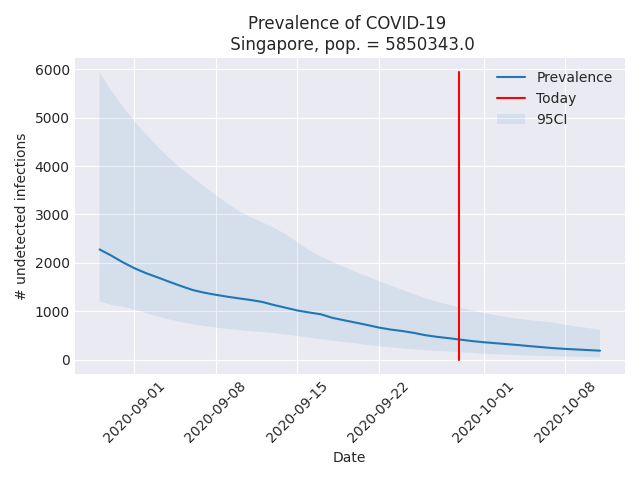 Prevalence of COVID-19
Singapore, pop. = 5850343.0
Prevalence
Today
95CI
# undetected infections
6000
5000
4000
3000
2000
1000
0
2020-09-01
2020-09-08
2020-09-15
2020-09-22
2020-10-01
2020-10-08
Date